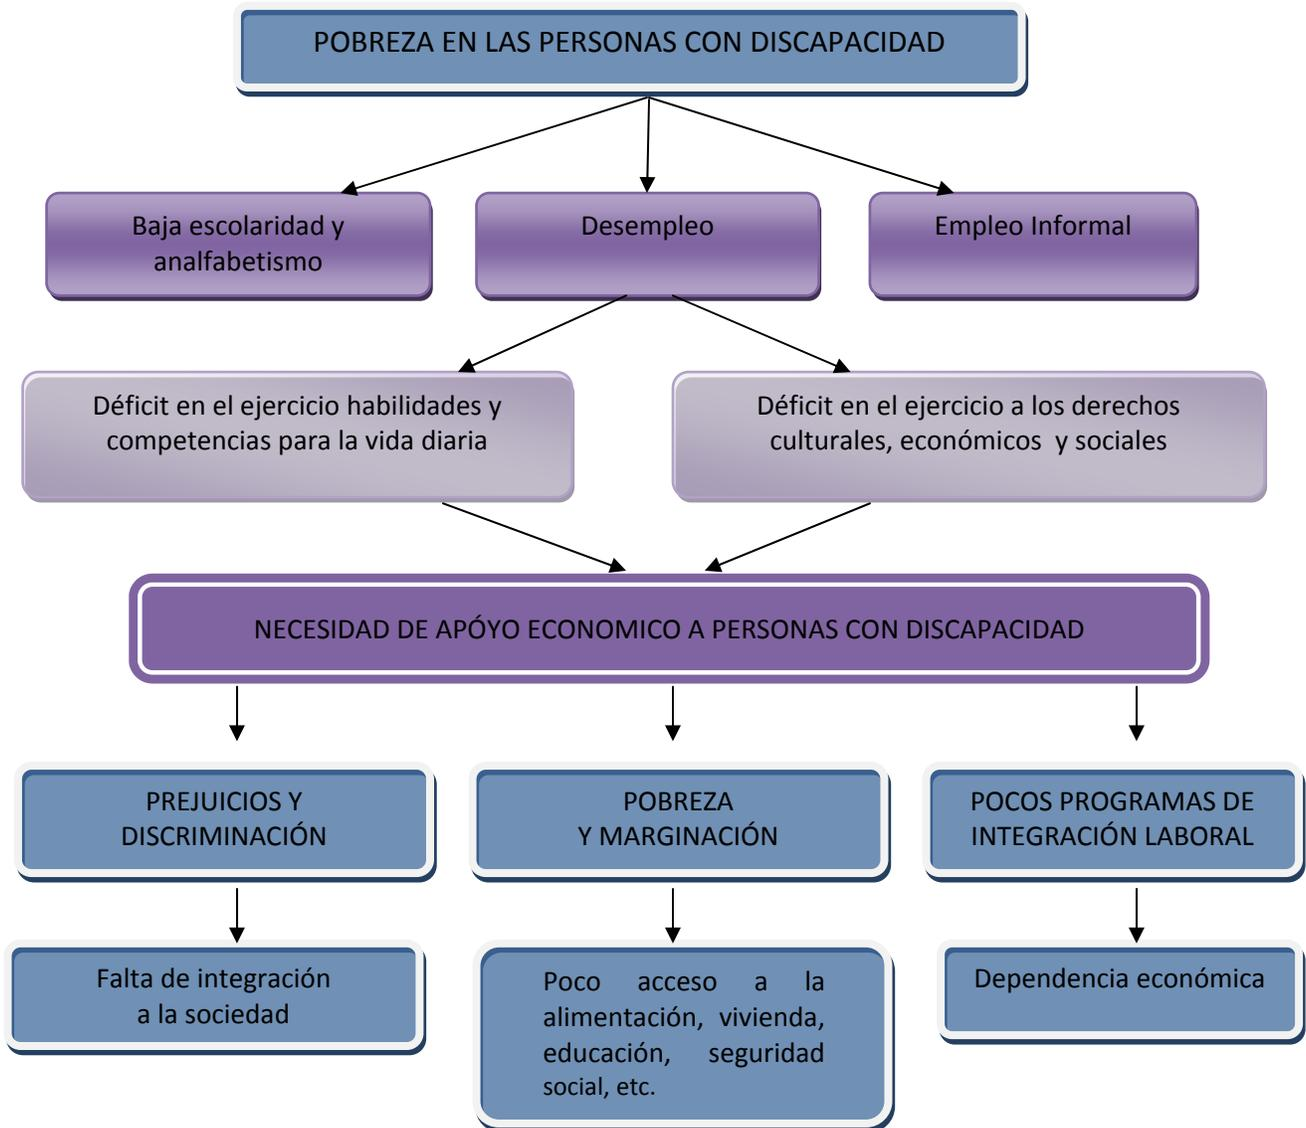 POBREZA EN LAS PERSONAS CON DISCAPACIDAD
Baja escolaridad y
analfabetismo
Desempleo
Empleo Informal
Déficit en el ejercicio habilidades y
competencias para la vida diaria
Déficit en el ejercicio a los derechos
culturales, económicos y sociales
NECESIDAD DE APÓYO ECONOMICO A PERSONAS CON DISCAPACIDAD
PREJUICIOS Y
DISCRIMINACIÓN
POBREZA
Y MARGINACIÓN
POCOS PROGRAMAS DE
INTEGRACIÓN LABORAL
Falta de integración
a la sociedad
Poco acceso a la
alimentación, vivienda,
educación, seguridad
social, etc.
Dependencia económica